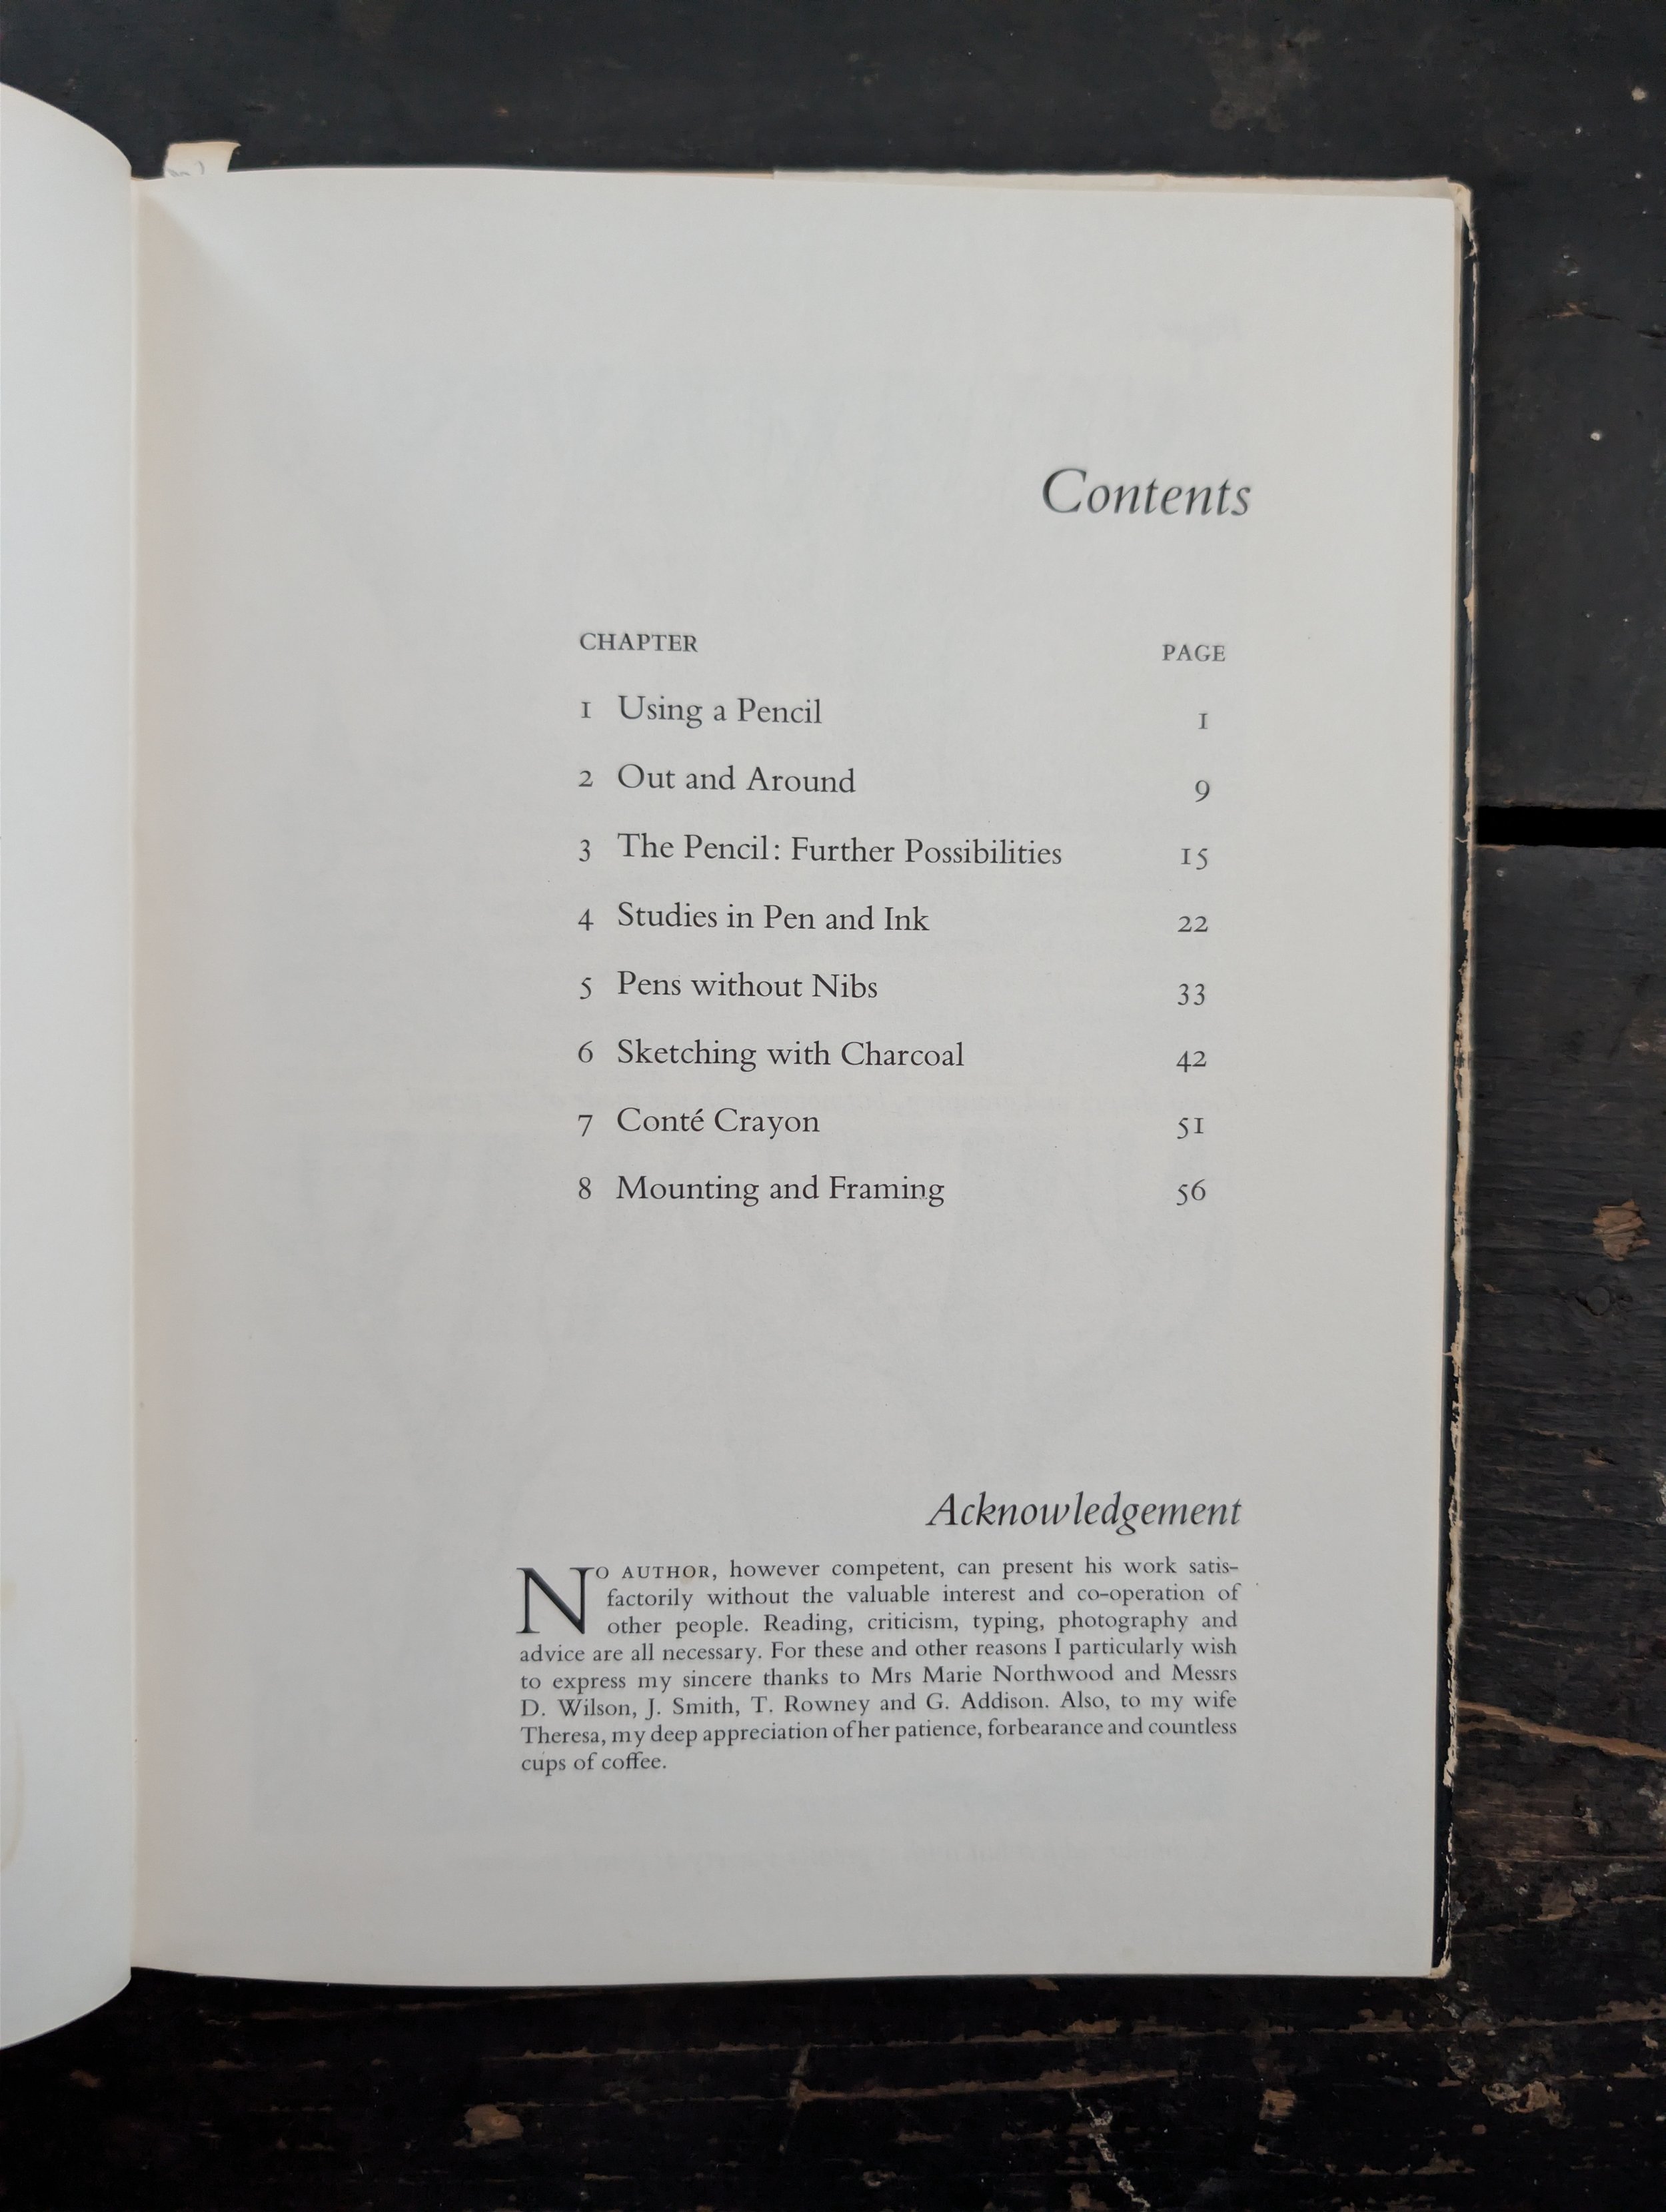 Contents
CHAPTER PAGE
1 Using a Pencil 1
2 Out and Around 9
3 The Pencil: Further Possibilities 15
4 Studies in Pen and Ink 22
5 Pens without Nibs 33
6 Sketching with Charcoal 42
7 Conté Crayon 51
8 Mounting and Framing 56
Acknowledgement
NO AUTHOR, however competent, can present his work satis-
factorily without the valuable interest and co-operation of
other people. Reading, criticism, typing, photography and
advice are all necessary. For these and other reasons I particularly wish
to express my sincere thanks to Mrs Marie Northwood and Messrs
D. Wilson, J. Smith, T. Rowney and G. Addison. Also, to my wife
Theresa, my deep appreciation of her patience, forbearance and countless
cups of coffee.